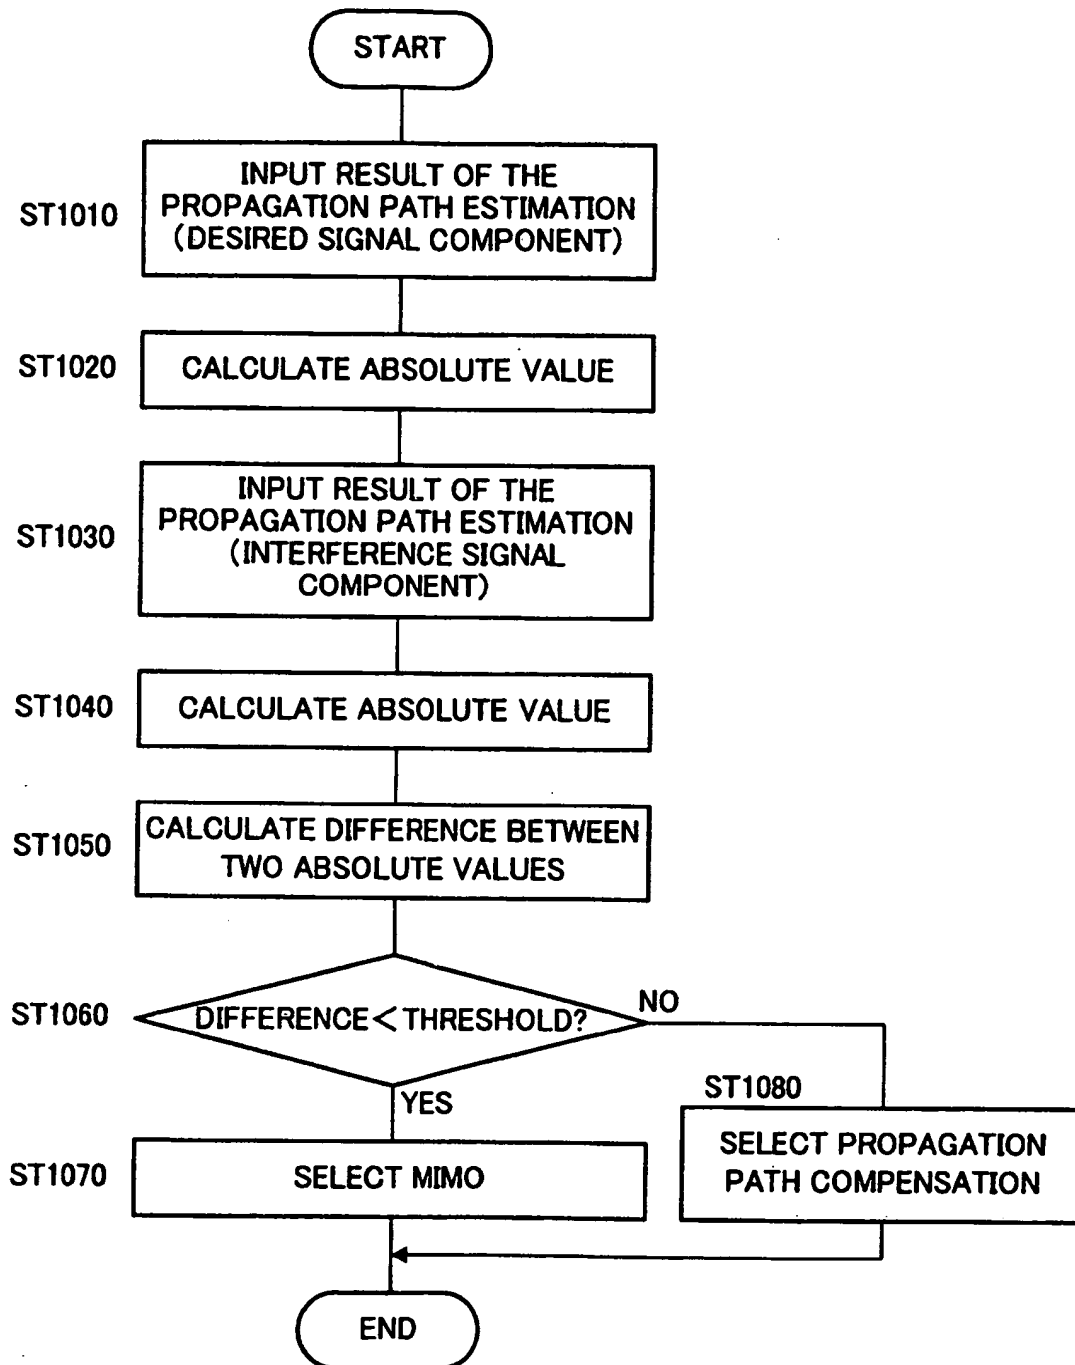 START
ST1010
INPUT RESULT OF THE
PROPAGATION PATH ESTIMATION
(DESIRED SIGNAL COMPONENT)
ST1020
CALCULATE ABSOLUTE VALUE
ST1030
INPUT RESULT OF THE
PROPAGATION PATH ESTIMATION
(INTERFERENCE SIGNAL
COMPONENT)
ST1040
CALCULATE ABSOLUTE VALUE
ST1050
CALCULATE DIFFERENCE BETWEEN
TWO ABSOLUTE VALUES
ST1060
DIFFERENCE<THRESHOLD?
NO
YES
ST1080
SELECT PROPAGATION
PATH COMPENSATION
ST1070
SELECT MIMO
END